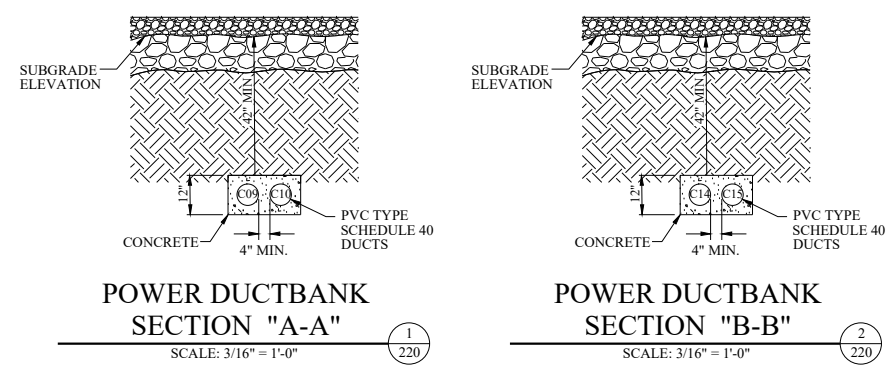 SUBGRADE
ELEVATION
42" MIN
12"
C09
C10
PVC TYPE
SCHEDULE 40
DUCTS
CONCRETE
4" MIN.
POWER DUCTBANK
SECTION "A-A"
SCALE: 3/16" = 1'-0"
1
220
SUBGRADE
ELEVATION
42" MIN
12"
C14
C15
PVC TYPE
SCHEDULE 40
DUCTS
CONCRETE
4" MIN.
POWER DUCTBANK
SECTION "B-B"
SCALE: 3/16" = 1'-0"
2
220